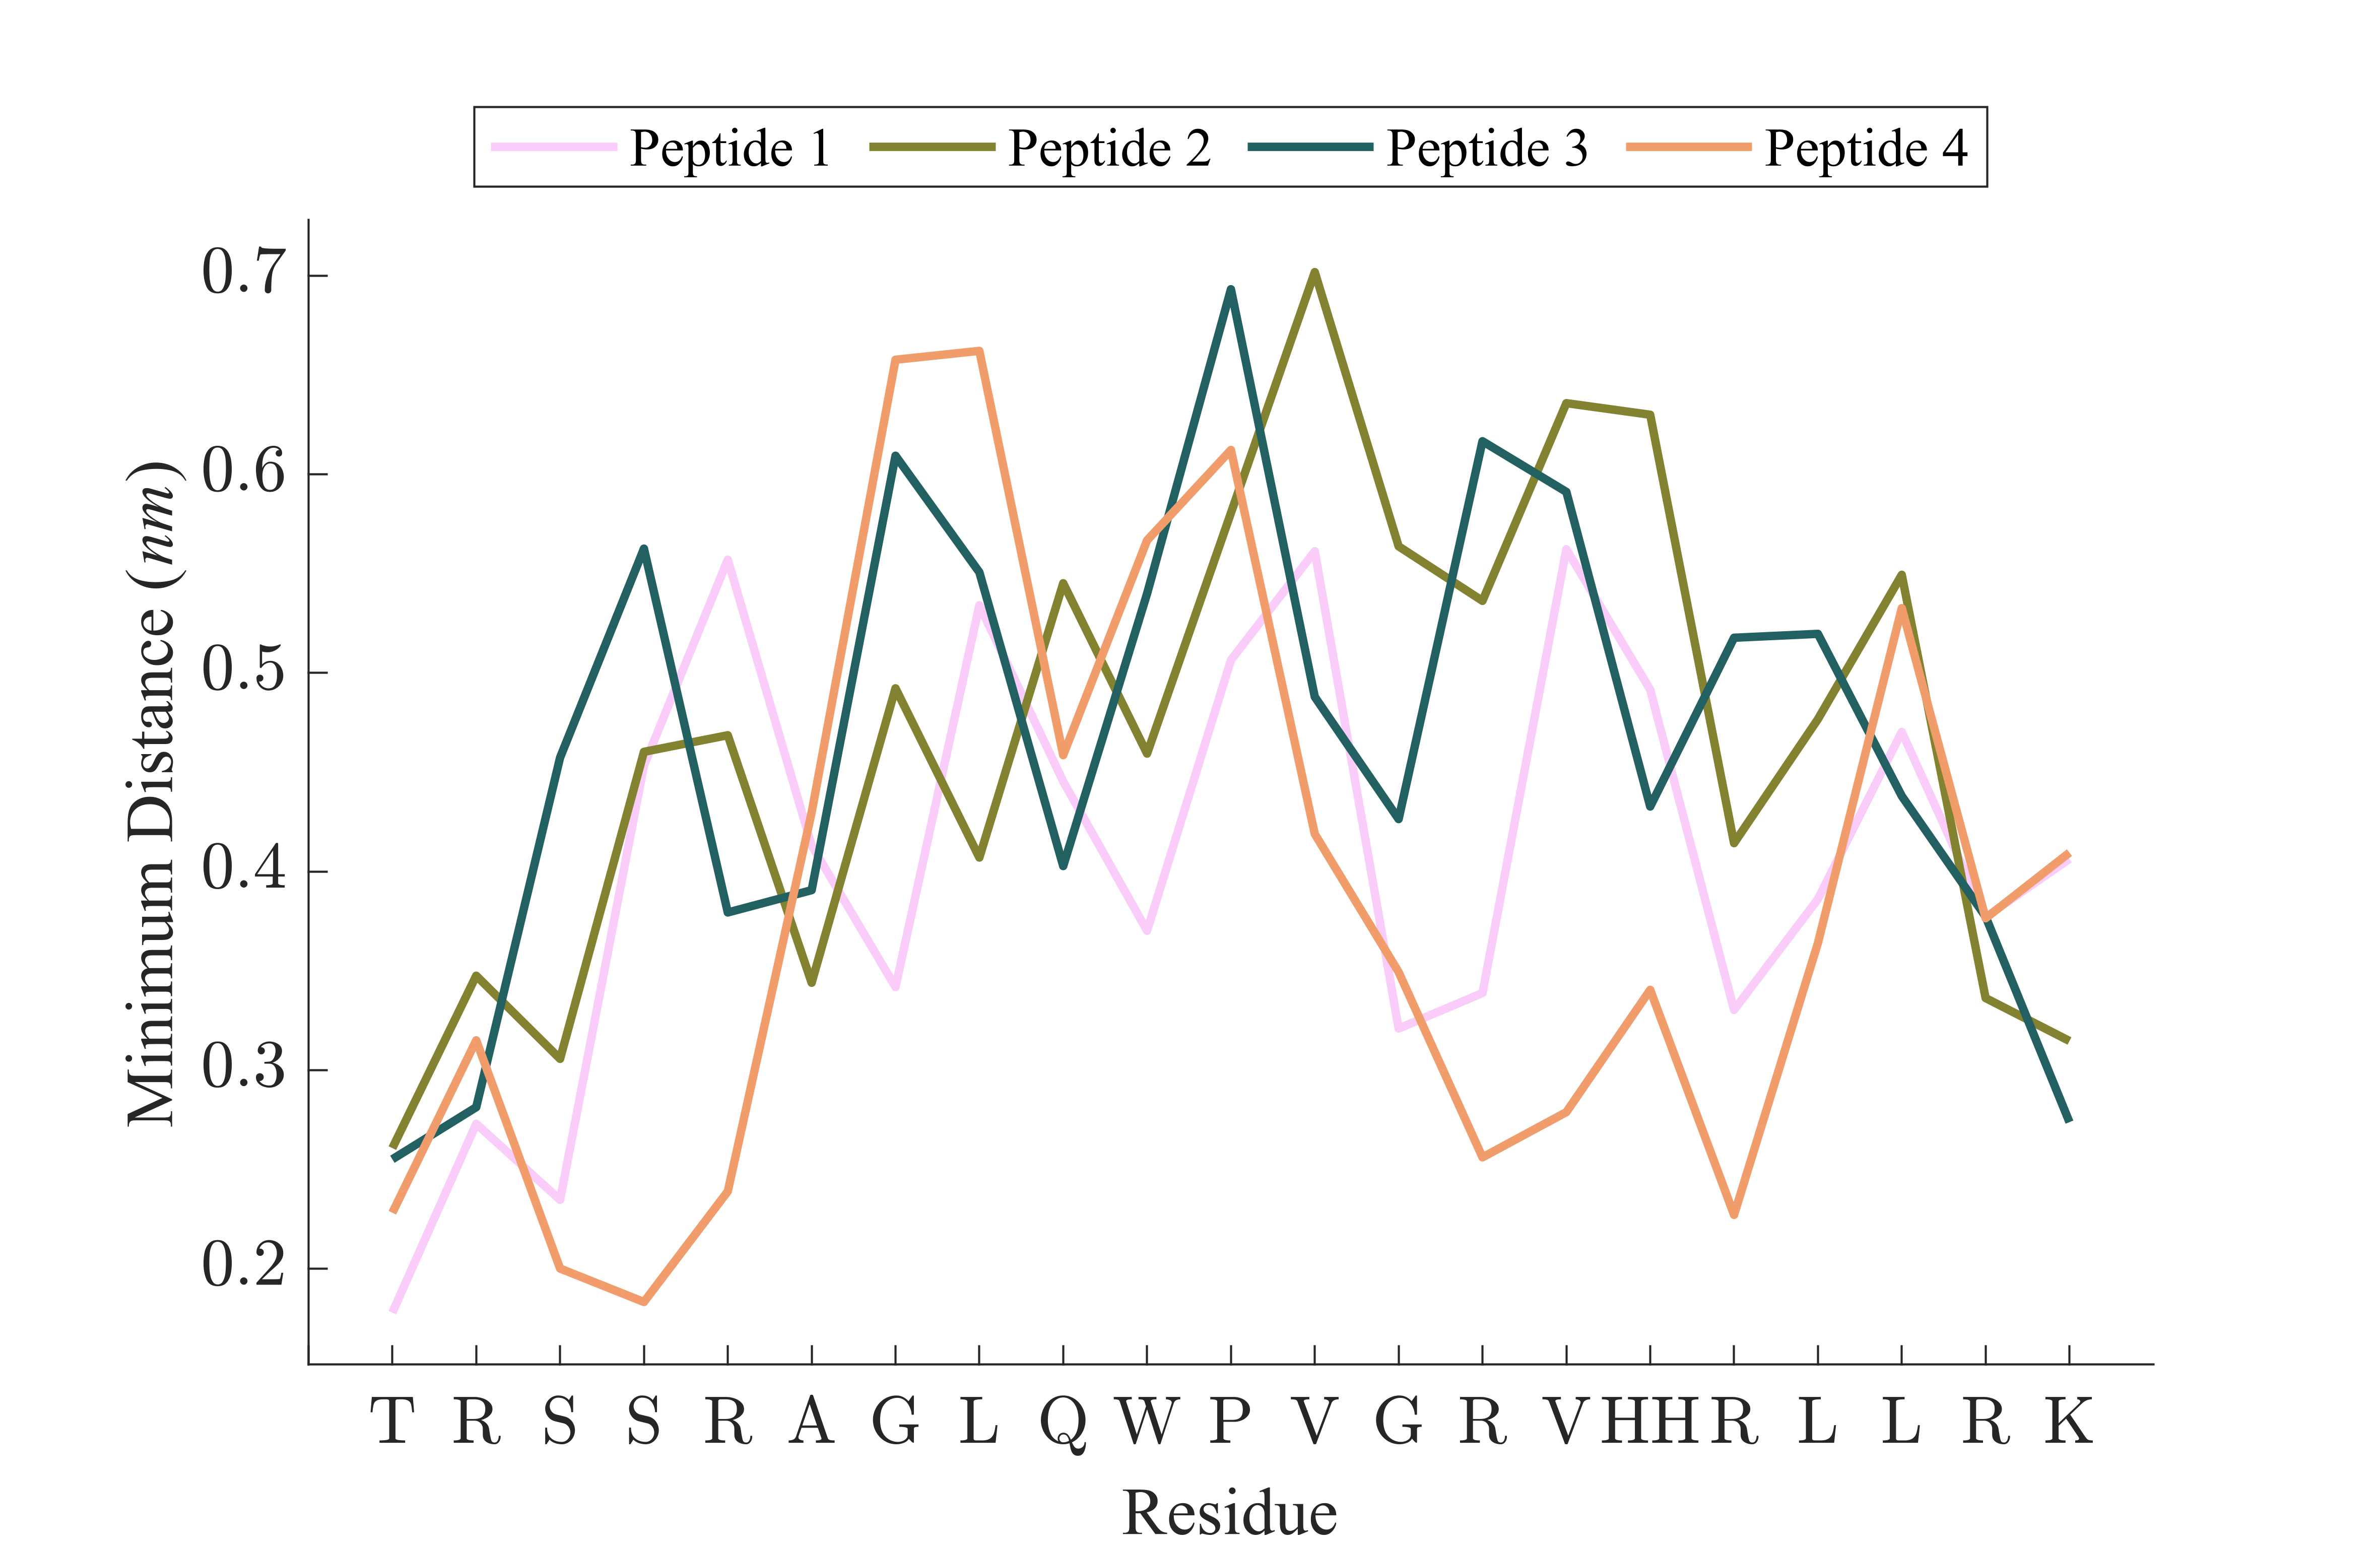 Peptide 1 Peptide 2 Peptide 3 Peptide 4
Minimum Distance (nm)
0.7
0.6
0.5
0.4
0.3
0.2
T R S S R A G L Q W P V G R V HH R L L R K
Residue